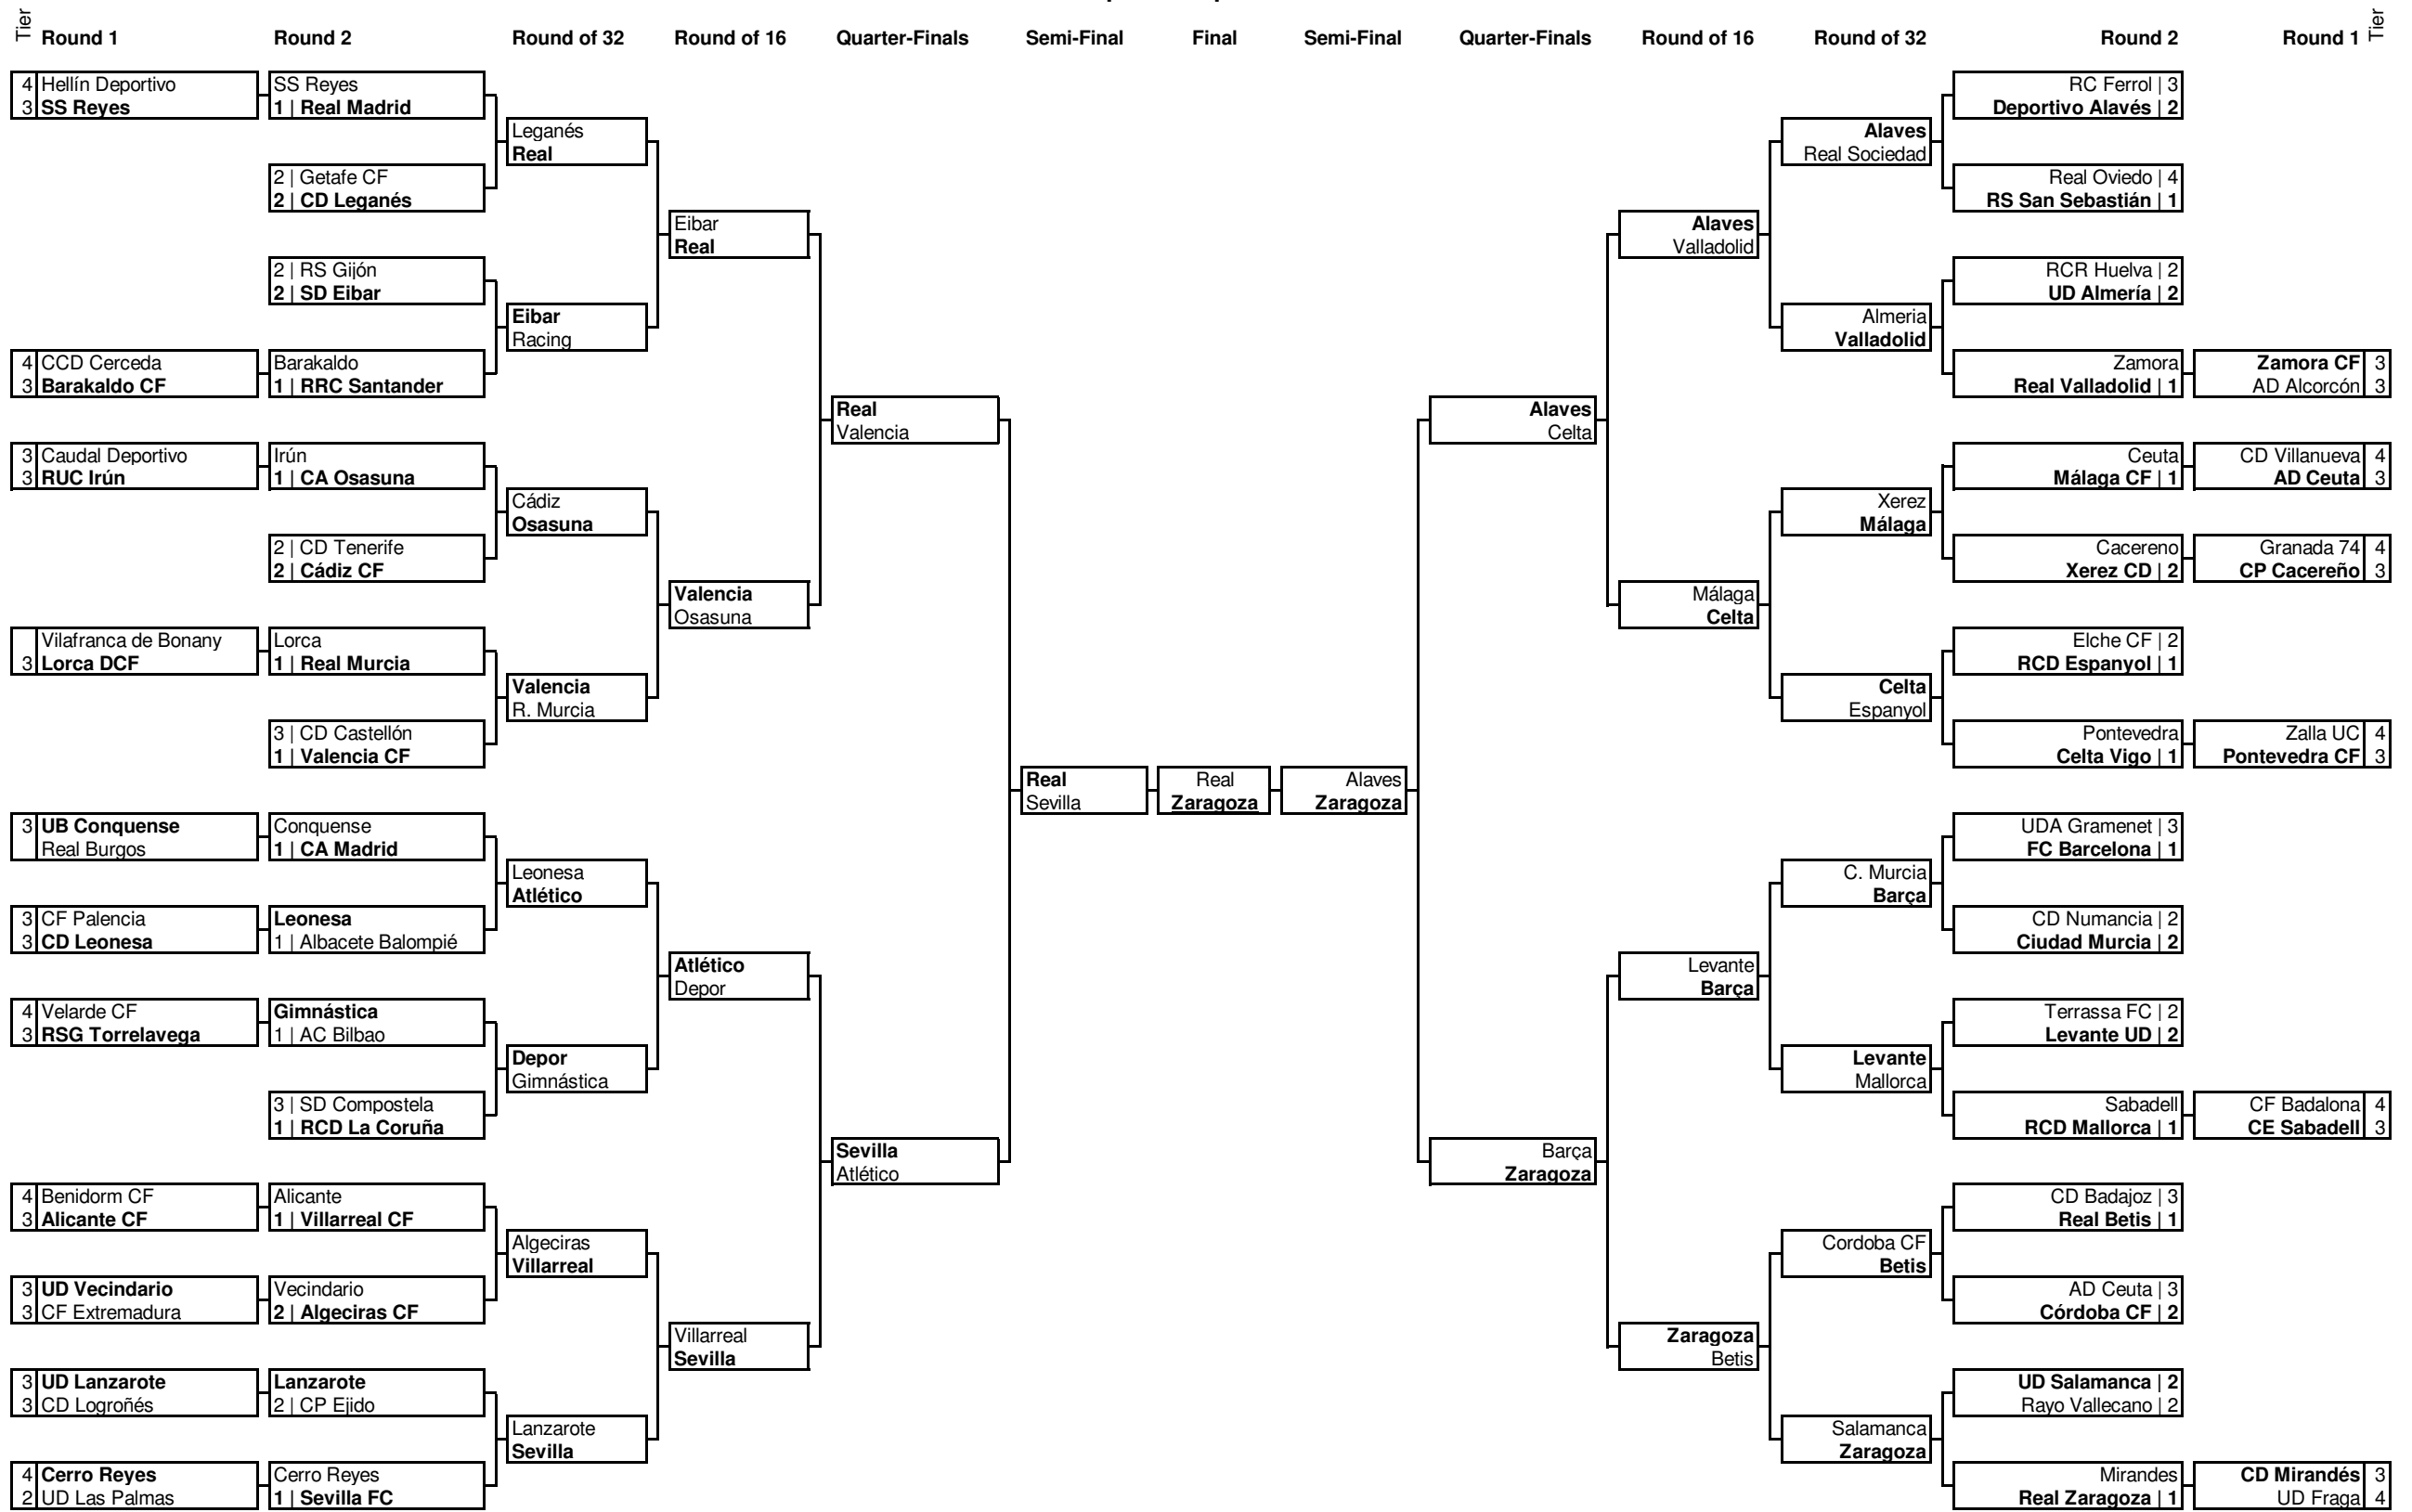 Tier Round 1 Round 2 Round of 32 Round of 16 Quarter-Finals Semi-Final Final Semi-Final Quarter-Finals Round of 16 Round of 32 Round 2 Round 1 Tier
4 Hellín Deportivo
3 SS Reyes
SS Reyes
1 | Real Madrid
2 | Getafe CF
2 | CD Leganés
2 | RS Gijón
2 | SD Eibar
4 CCD Cerceda
3 Barakaldo CF
Barakaldo
1 | RRC Santander
3 Caudal Deportivo
3 RUC Irún
Irún
1 | CA Osasuna
2 | CD Tenerife
2 | Cádiz CF
Vilafranca de Bonany
3 Lorca DCF
Lorca
1 | Real Murcia
3 | CD Castellón
1 | Valencia CF
3 UB Conquense
Real Burgos
Conquense
1 | CA Madrid
3 CF Palencia
3 CD Leonesa
Leonesa
1 | Albacete Balompié
4 Velarde CF
3 RSG Torrelavega
Gimnástica
1 | AC Bilbao
3 | SD Compostela
1 | RCD La Coruña
4 Benidorm CF
3 Alicante CF
Alicante
1 | Villarreal CF
3 UD Vecindario
3 CF Extremadura
Vecindario
2 | Algeciras CF
3 UD Lanzarote
3 CD Logroñés
Lanzarote
2 | CP Ejido
4 Cerro Reyes
2 UD Las Palmas
Cerro Reyes
1 | Sevilla FC
Leganés
Real
Eibar
Racing
Cádiz
Osasuna
Valencia
R. Murcia
Leonesa
Atlético
Depor
Gimnástica
Algeciras
Villarreal
Lanzarote
Sevilla
Eibar
Real
Valencia
Osasuna
Atlético
Depor
Villarreal
Sevilla
Real
Valencia
Sevilla
Atlético
Real
Sevilla
Real
Zaragoza
Alaves
Zaragoza
Alaves
Celta
Barça
Zaragoza
Alaves
Valladolid
Málaga
Celta
Levante
Barça
Zaragoza
Betis
Alaves
Real Sociedad
Almeria
Valladolid
Xerez
Málaga
Celta
Espanyol
C. Murcia
Barça
Levante
Mallorca
Cordoba CF
Betis
Salamanca
Zaragoza
RC Ferrol | 3
Deportivo Alavés | 2
Real Oviedo | 4
RS San Sebastián | 1
RCR Huelva | 2
UD Almería | 2
Zamora
Real Valladolid | 1
Zamora CF 3
AD Alcorcón 3
Ceuta
Málaga CF | 1
CD Villanueva 4
AD Ceuta 3
Cacereno
Xerez CD | 2
Granada 74 4
CP Cacereño 3
Elche CF | 2
RCD Espanyol | 1
Pontevedra
Celta Vigo | 1
Zalla UC 4
Pontevedra CF 3
UDA Gramenet | 3
FC Barcelona | 1
CD Numancia | 2
Ciudad Murcia | 2
Terrassa FC | 2
Levante UD | 2
Sabadell
RCD Mallorca | 1
CF Badalona 4
CE Sabadell 3
CD Badajoz | 3
Real Betis | 1
AD Ceuta | 3
Córdoba CF | 2
UD Salamanca | 2
Rayo Vallecano | 2
Mirandes
Real Zaragoza | 1
CD Mirandés 3
UD Fraga 4